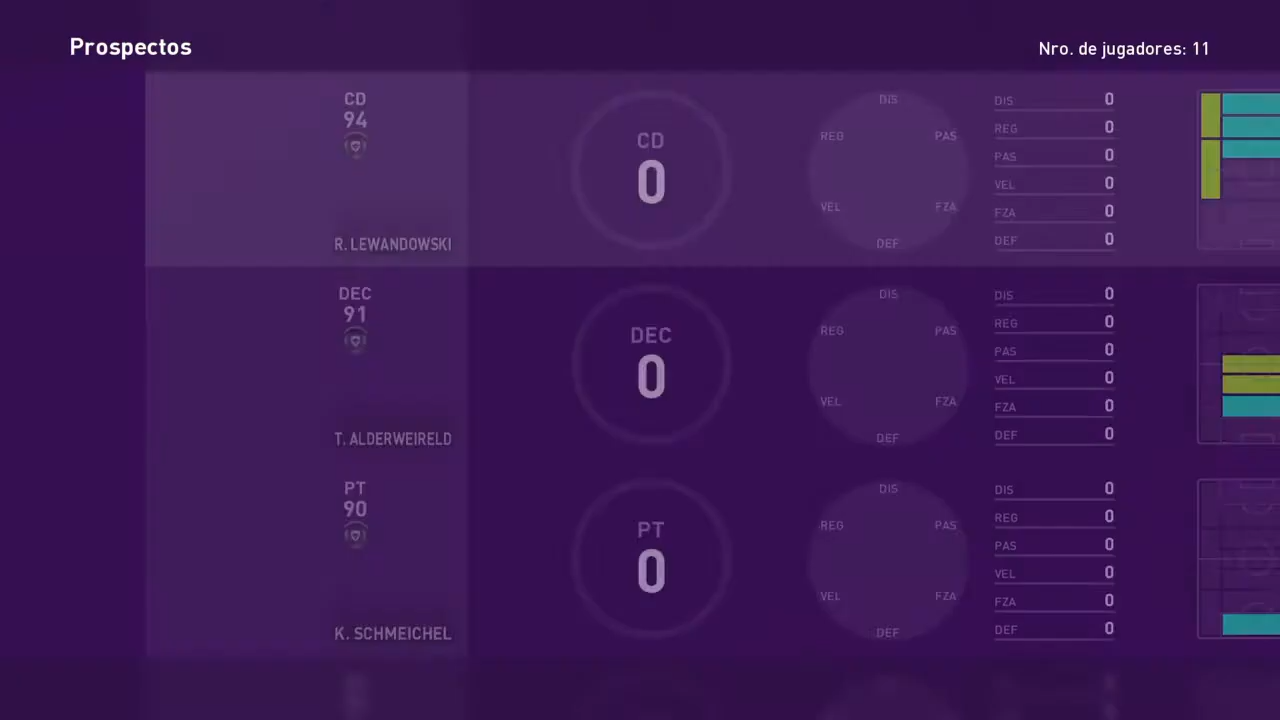 Prospectos
Nro. de jugadores: 11
CD
94
R. LEWANDOWSKI
CD
0
DIS
REG PAS
VEL FZA
DEF
DIS 0
REG 0
PAS 0
VEL 0
FZA 0
DEF 0
DEC
91
T. ALDERWEIRELD
DEC
0
DIS
REG PAS
VEL FZA
DEF
DIS 0
REG 0
PAS 0
VEL 0
FZA 0
DEF 0
PT
90
K. SCHMEICHEL
PT
0
DIS
REG PAS
VEL FZA
DEF
DIS 0
REG 0
PAS 0
VEL 0
FZA 0
DEF 0